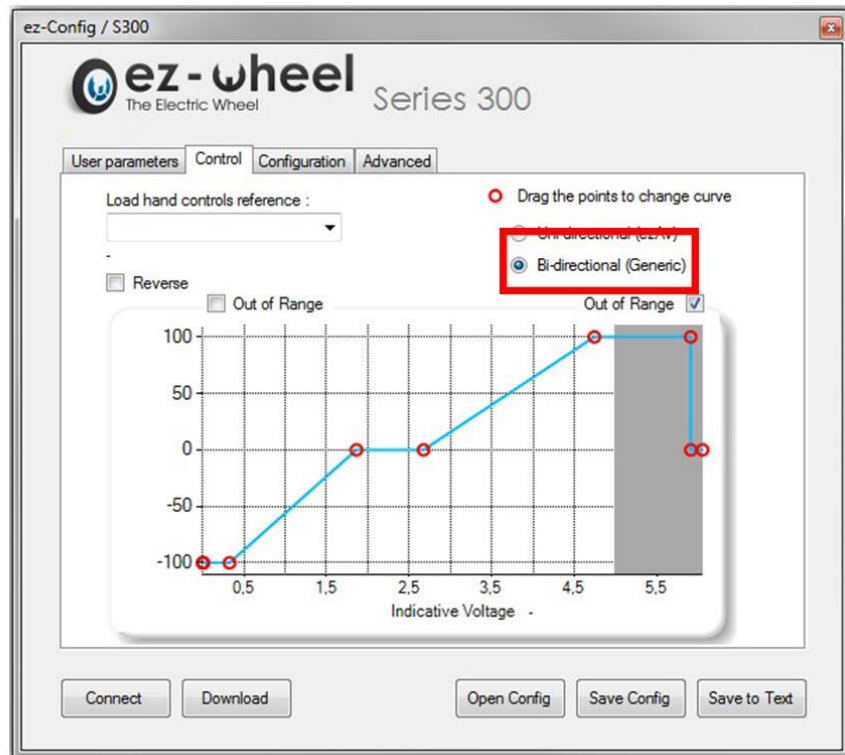 ez-Config / S300
ez-wheel
The Electric Wheel
Series 300
User parameters Control Configuration Advanced
Load hand controls reference :
Drag the points to change curve
Uni-directional (ezAv)
-
Bi-directional (Generic)
Reverse
Out of Range Out of Range
100
50
0
-50
-100
0,5 1,5 2,5 3,5 4,5 5,5
Indicative Voltage -
Connect Download Open Config Save Config Save to Text